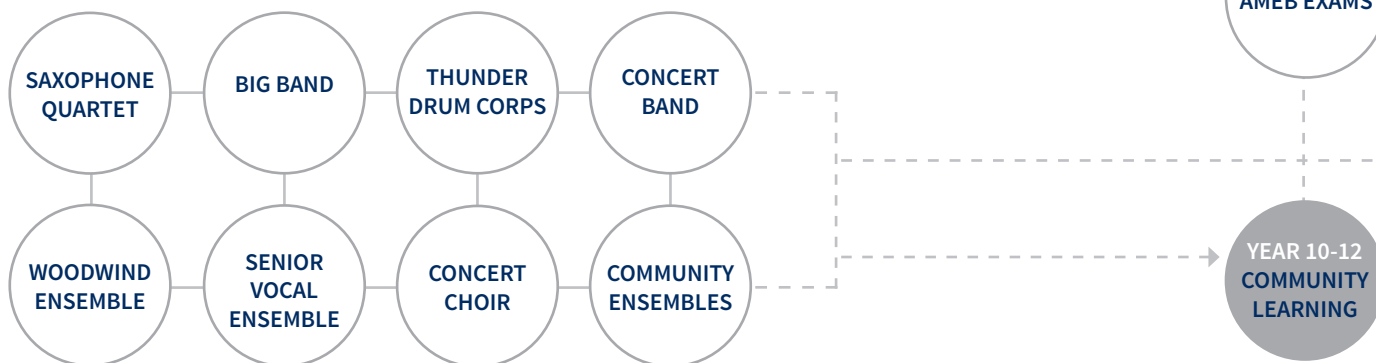 AMEB EXAMS
SAXOPHONE
QUARTET
BIG BAND
THUNDER
DRUM CORPS
CONCERT
BAND
WOODWIND
ENSEMBLE
SENIOR
VOCAL
ENSEMBLE
CONCERT
CHOIR
COMMUNITY
ENSEMBLES
YEAR 10-12
COMMUNITY
LEARNING